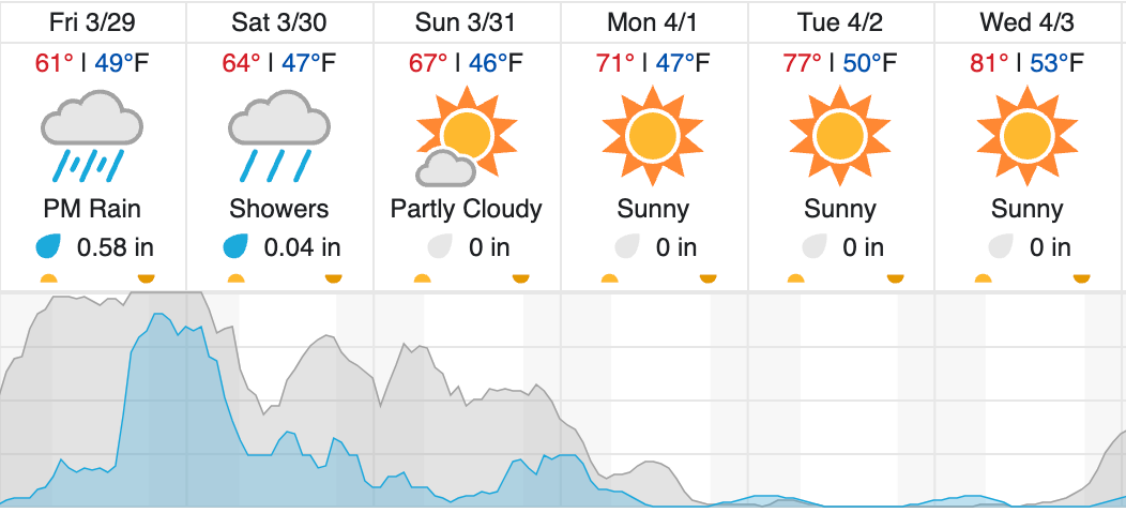 Fri 3/29
61° | 49°F
PM Rain
0.58 in
Sat 3/30
64° | 47°F
Showers
0.04 in
Sun 3/31
67° | 46°F
Partly Cloudy
0 in
Mon 4/1
71° | 47°F
Sunny
0 in
Tue 4/2
77° | 50°F
Sunny
0 in
Wed 4/3
81° | 53°F
Sunny
0 in